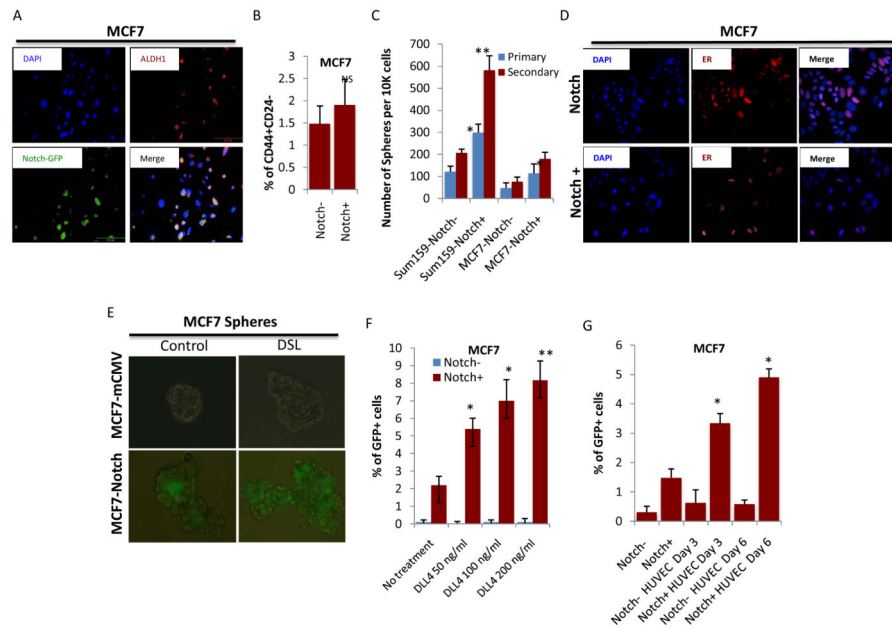 A
MCF7
DAPI
ALDH1
Notch-GFP
Merge
B
MCF7
NS
% of CD44+CD24-
2.5
2
1.5
1
0.5
0
Notch-
Notch+
C
Number of Spheres per 10K cells
700
600
500
400
300
200
100
0
Primary
Secondary
*
**
*
Sum159-Notch-
Sum159-Notch+
MCF7-Notch-
MCF7-Notch+
D
MCF7
Notch
DAPI
ER
Merge
Notch +
DAPI
ER
Merge
E
MCF7 Spheres
Control
DSL
MCF7-mCMV
MCF7-Notch
F
MCF7
Notch-
Notch+
% of GFP+ cells
10
9
8
7
6
5
4
3
2
1
0
*
*
**
No treatment
DLL4 50 ng/ml
DLL4 100 ng/ml
DLL4 200 ng/ml
G
MCF7
% of GFP+ cells
6
5
4
3
2
1
0
*
*
Notch-
Notch+
Notch- HUVEC Day 3
Notch+ HUVEC Day 3
Notch- HUVEC Day 6
Notch+ HUVEC Day 6